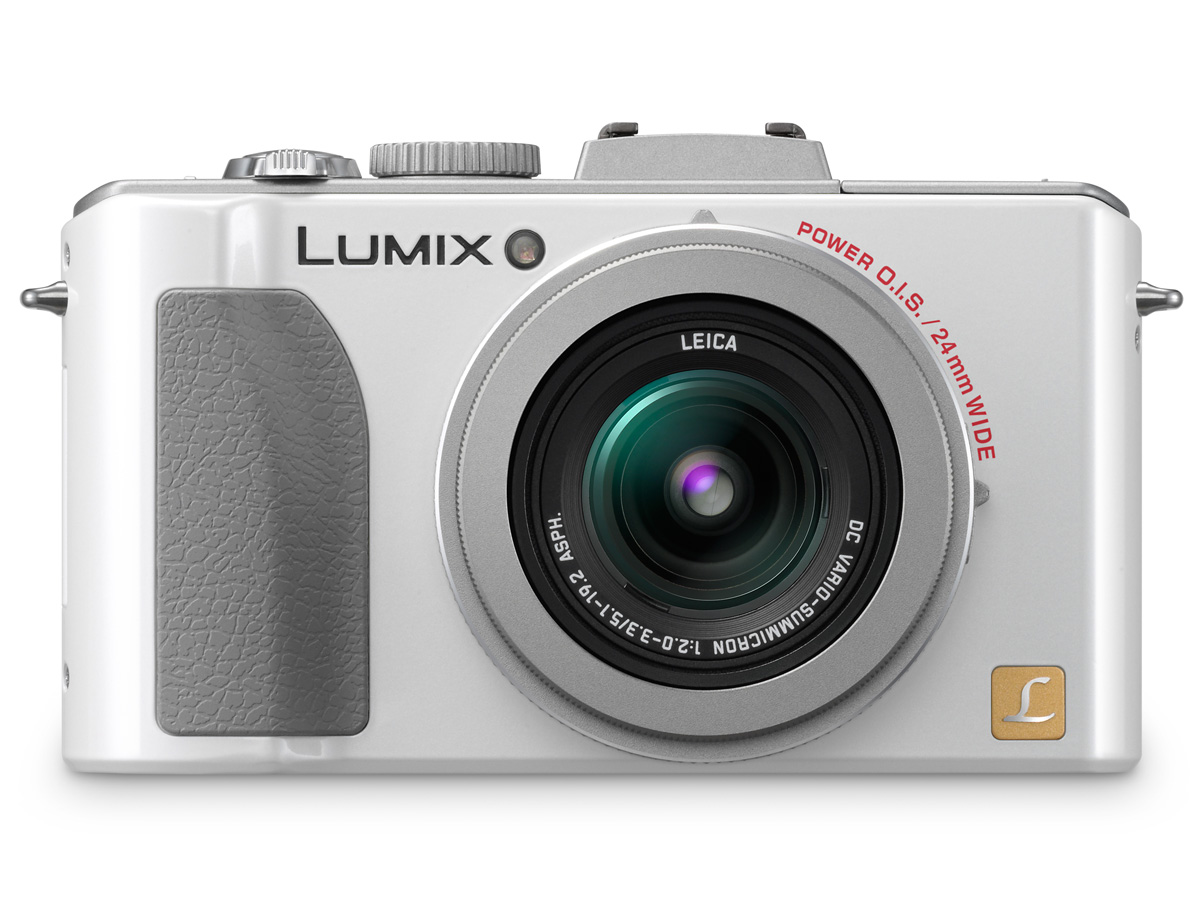 LUMIX
POWER O.I.S. / 24mm WIDE
LEICA
DC VARIO-SUMMICRON 1:2.0-3.3/5.1-19.2 ASPH.
L